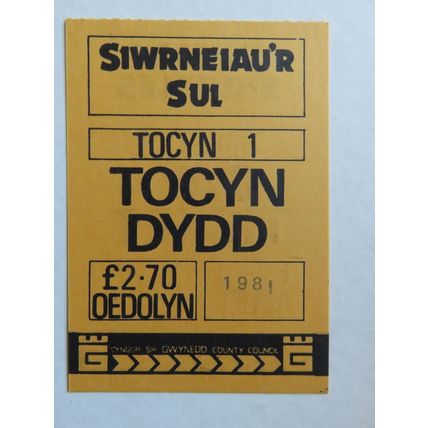 SIWRNEIAU'R
SUL
TOCYN 1
TOCYN
DYDD
£2·70
OEDOLYN
1981
CYNGOR SIR GWYNEDD COUNTY COUNCIL